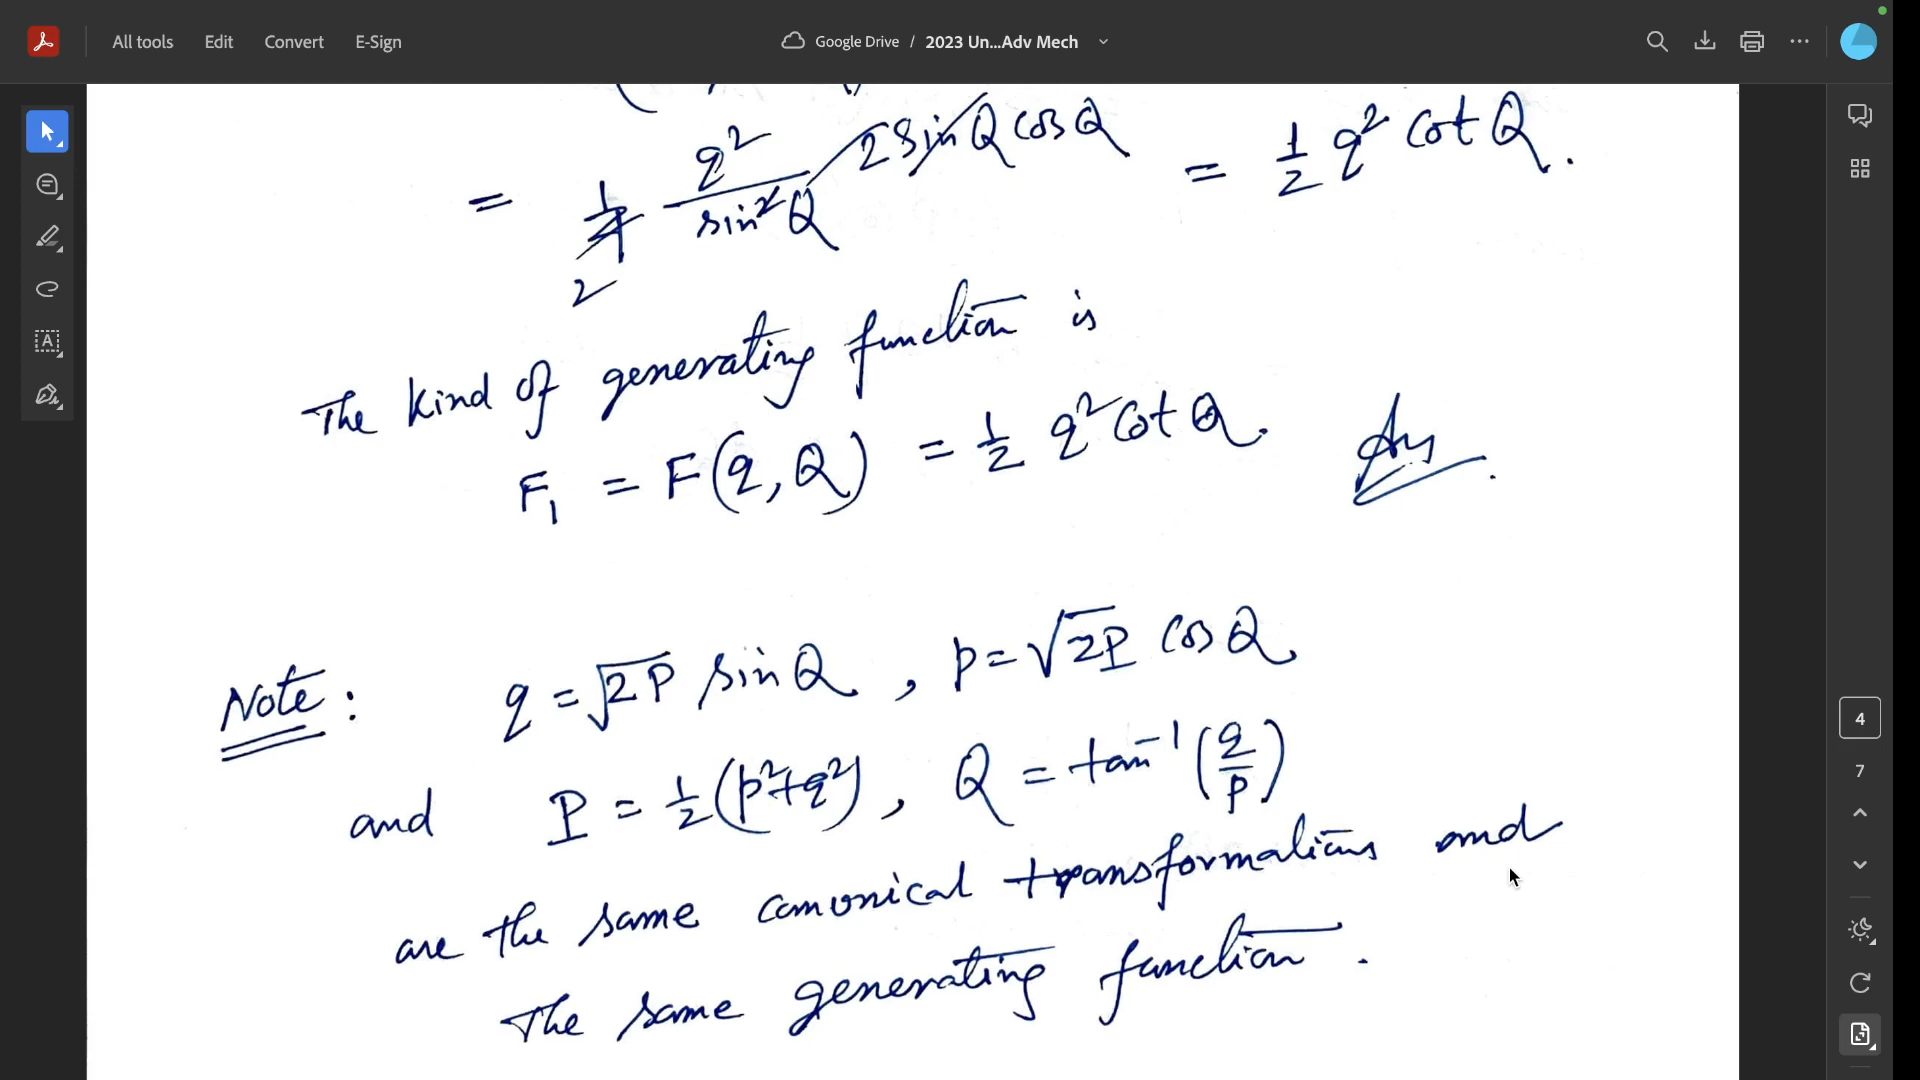 All tools Edit Convert E-Sign Google Drive / 2023 Un...Adv Mech
= 1/4 q²/sin²Q 2 sin Q cos Q = 1/2 q² cot Q.
2
The kind of generating function is
F₁ = F(q, Q) = 1/2 q² cot Q. Ans.
Note: q = √2P sin Q, p = √2P cos Q,
and P = 1/2 (p²+q²), Q = tan⁻¹(q/p)
are the same canonical transformations and
The same generating function.
4
7